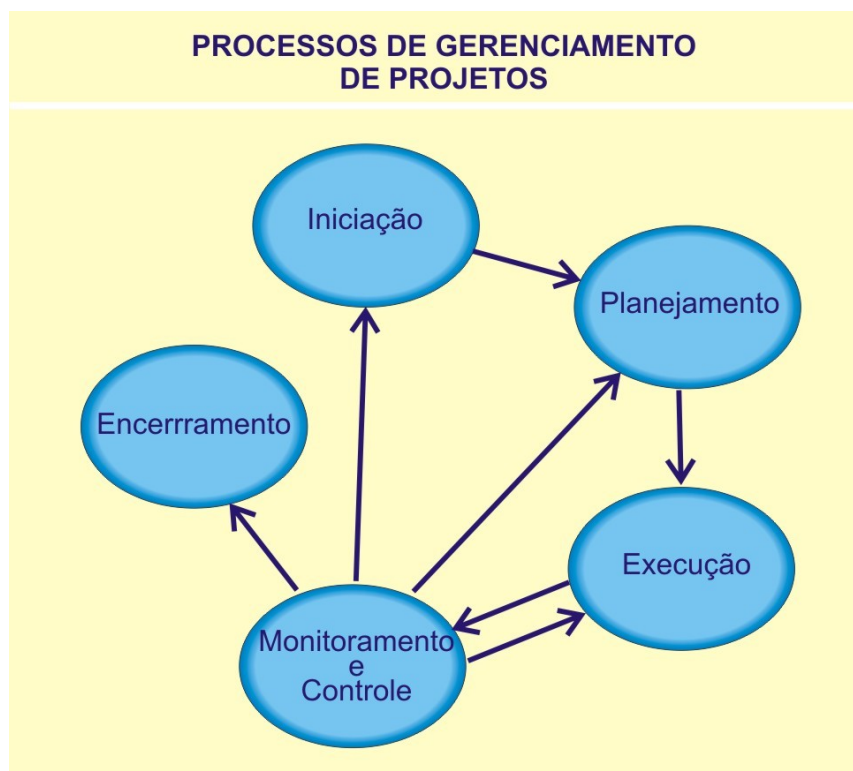 PROCESSOS DE GERENCIAMENTO
DE PROJETOS
Iniciação
Planejamento
Encerrramento
Execução
Monitoramento
e
Controle